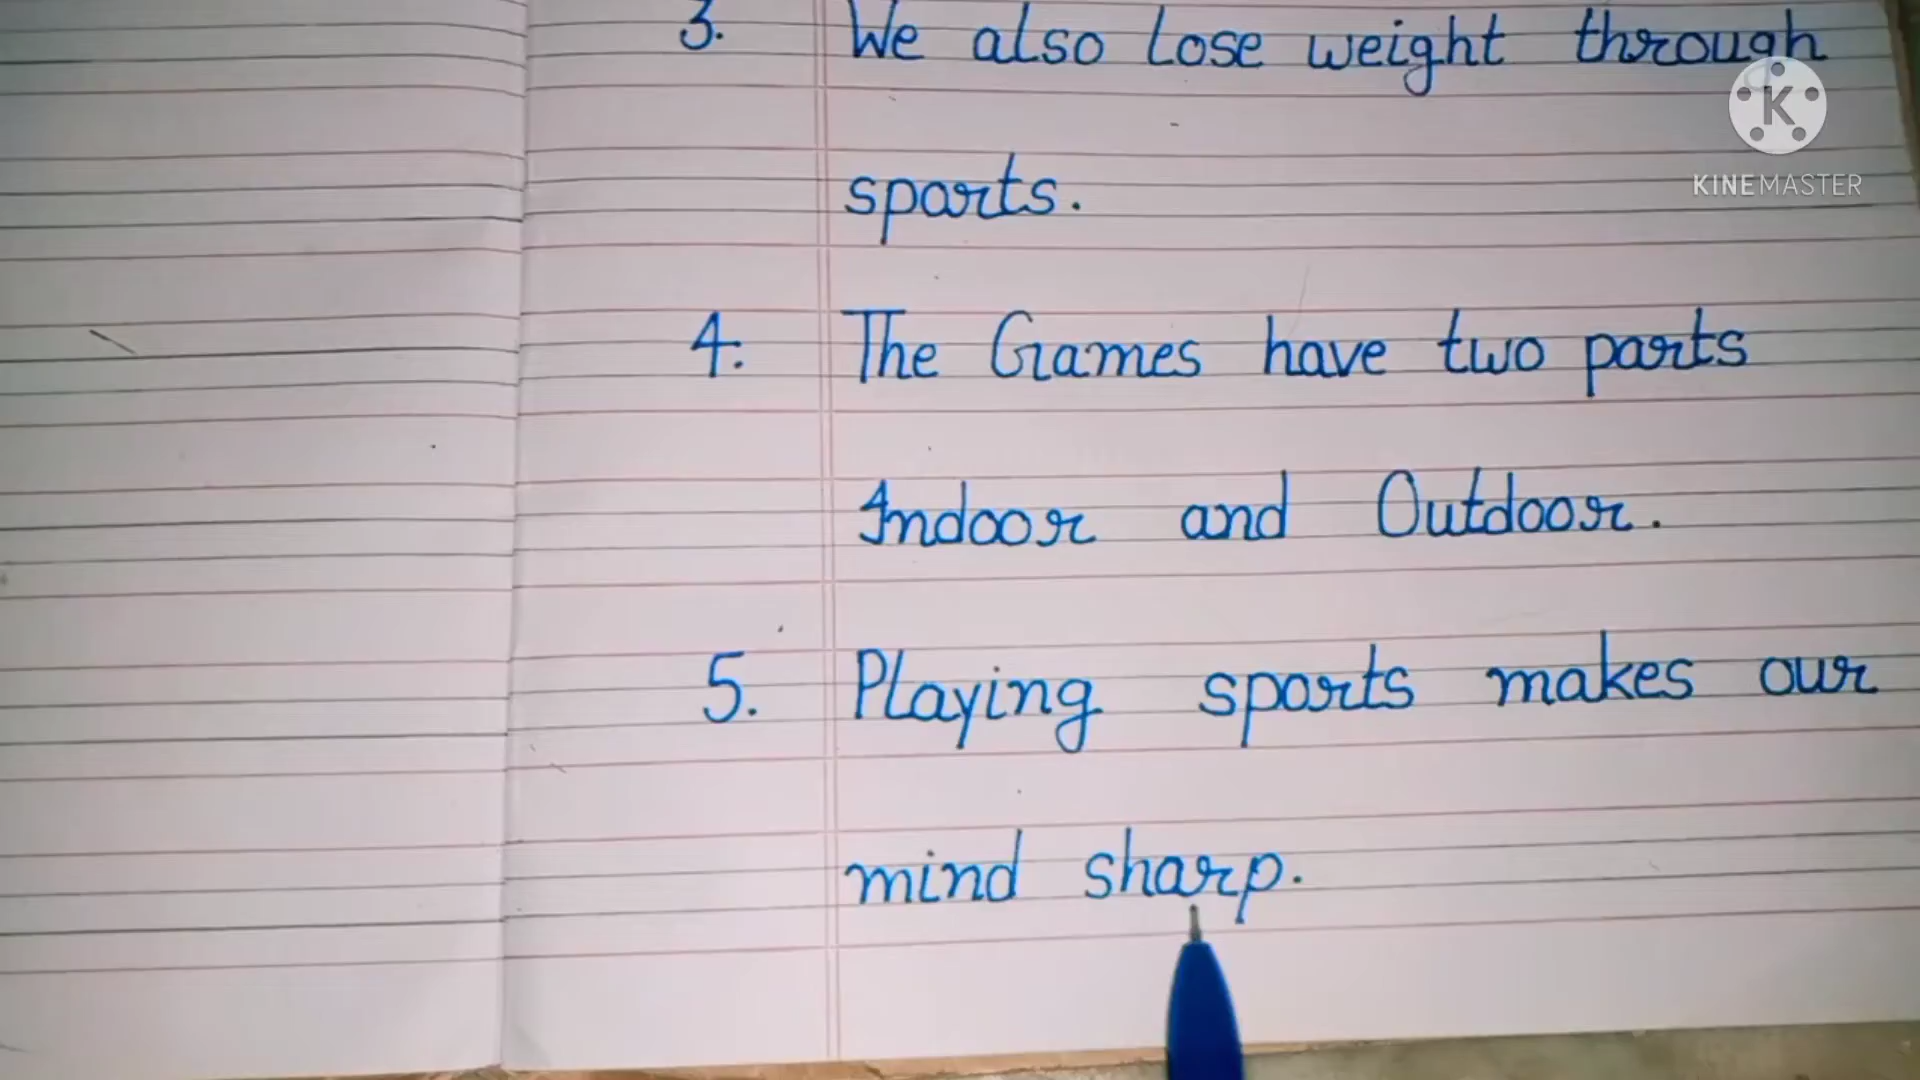 3. We also lose weight through
K
KINEMASTER
sports.
4. The Games have two parts
Indoor and Outdoor.
5. Playing sports makes our
mind sharp.